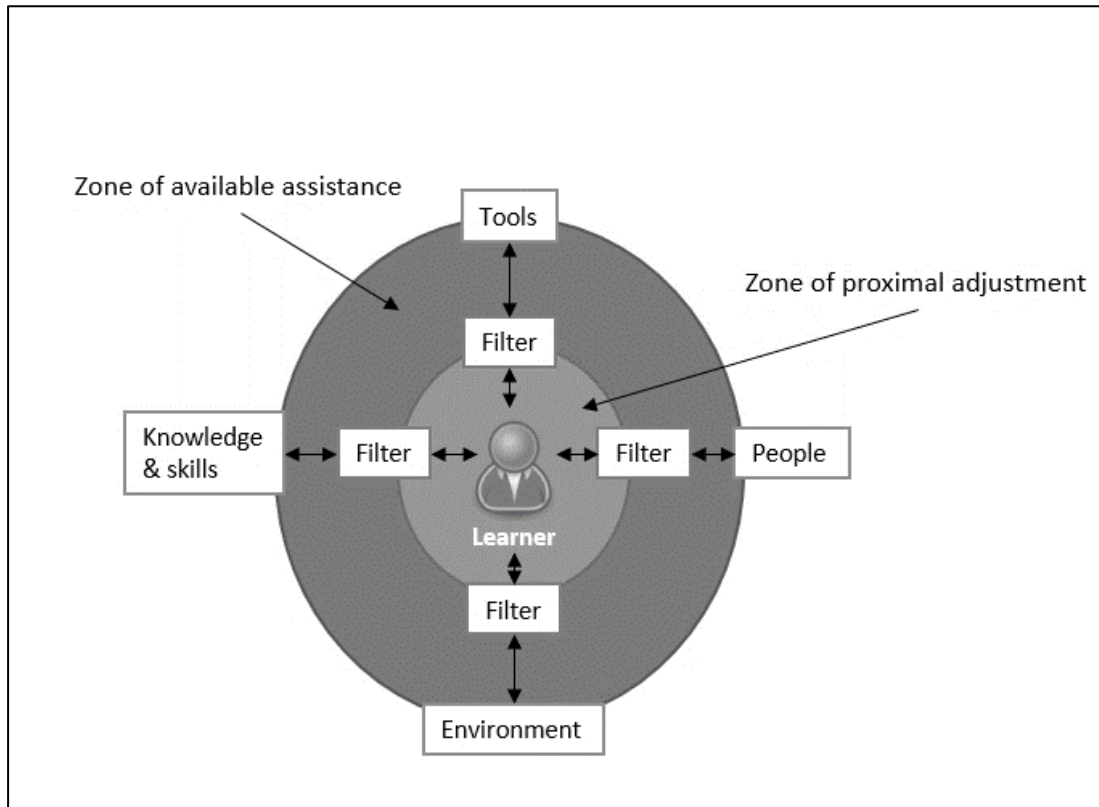 Zone of available assistance
Tools
Zone of proximal adjustment
Filter
Knowledge
& skills
Filter
Filter
People
Learner
Filter
Environment